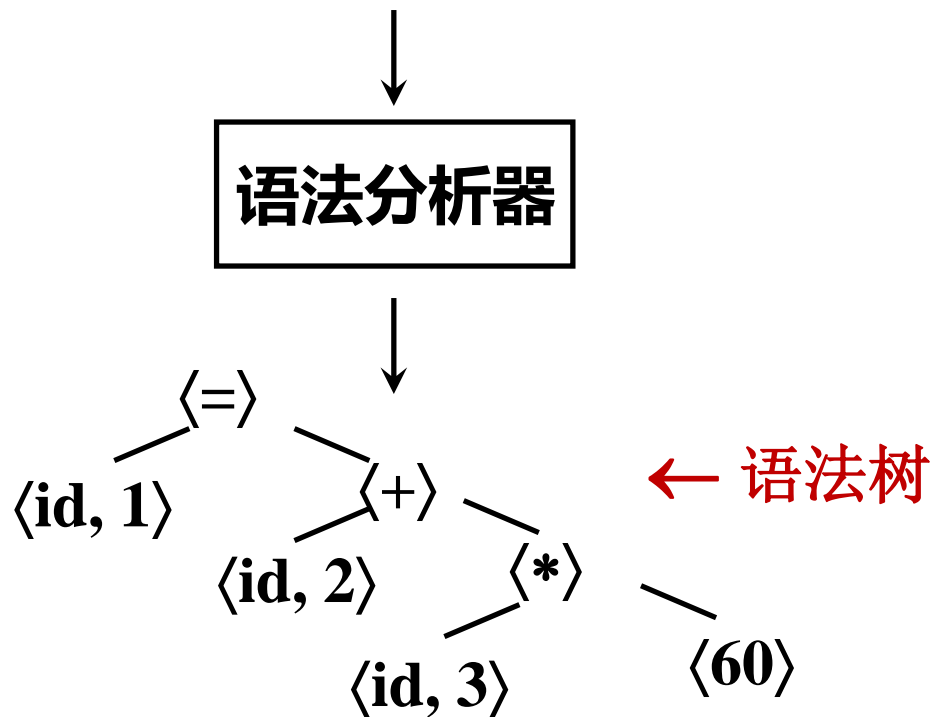 语法分析器
⟨=⟩
⟨id, 1⟩
⟨+⟩
← 语法树
⟨id, 2⟩
⟨*⟩
⟨id, 3⟩
⟨60⟩